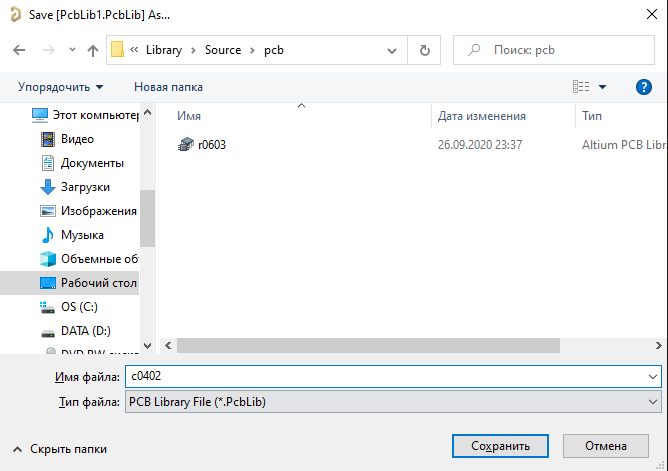 Save [PcbLib1.PcbLib] As...
« Library > Source > pcb
Поиск: pcb
Упорядочить
Новая папка
?
Этот компьютер
Видео
Документы
Загрузки
Изображения
Музыка
Объемные об
Рабочий стол
OS (C:)
DATA (D:)
Имя
Дата изменения
Тип
r0603
26.09.2020 23:37
Altium PCB Libr
Имя файла:
c0402
Тип файла:
PCB Library File (*.PcbLib)
Скрыть папки
Сохранить
Отмена